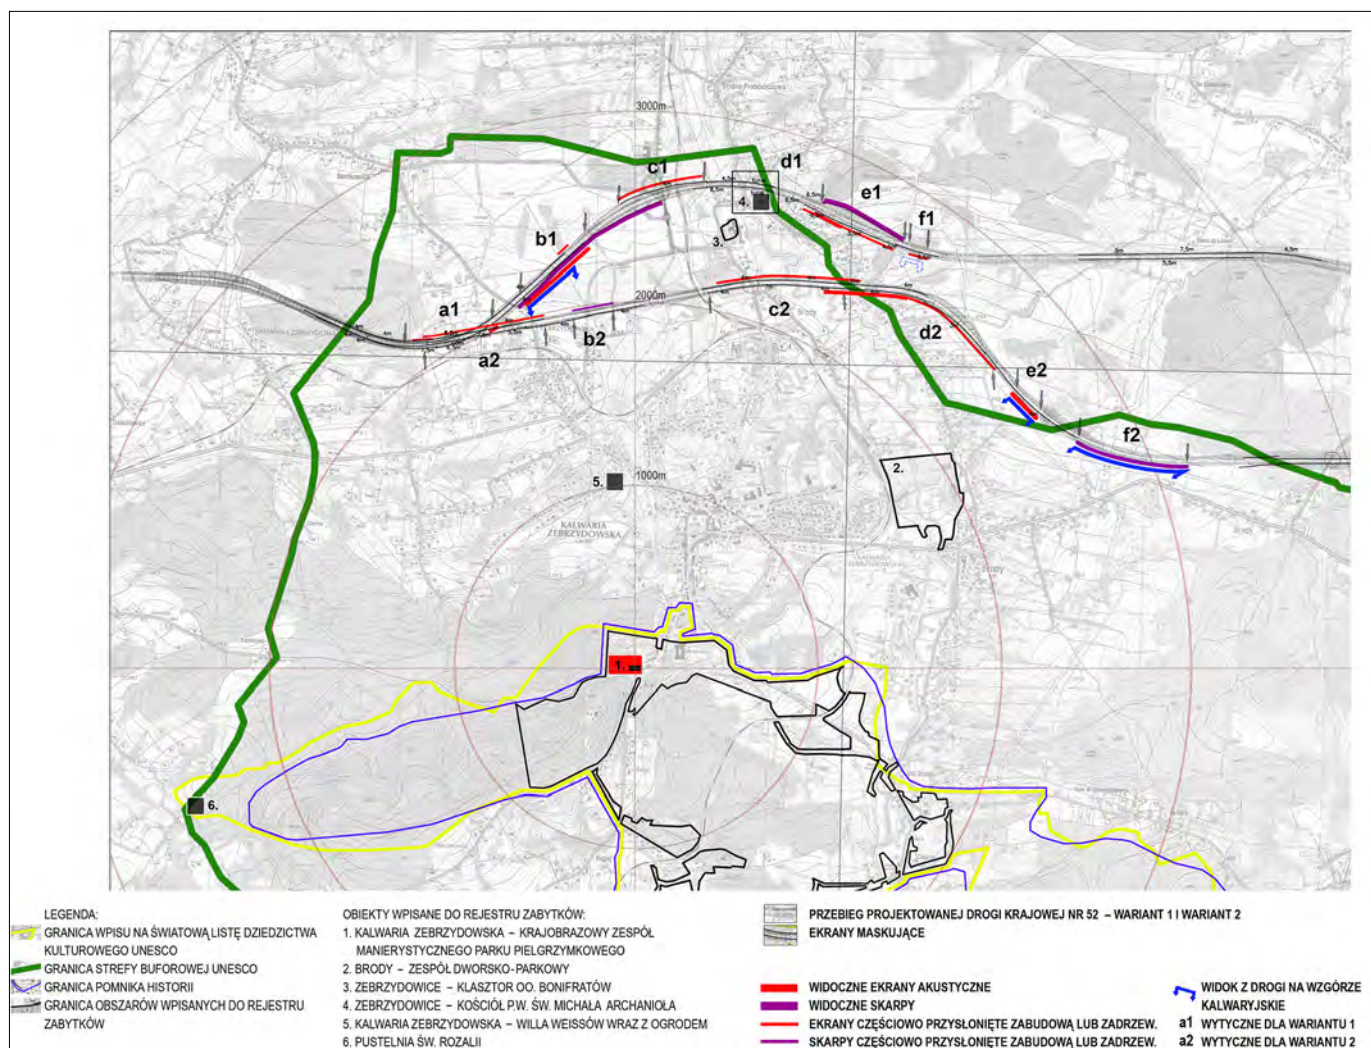 3000m
d1
c1
e1
4.
f1
3.
b1
2000m
a1
c2
b2
a2
d2
e2
f2
2.
5.
1000m
KALWARIA
ZEBRZYDOWSKA
Brody
1.
6.
LEGENDA:
GRANICA WPISU NA ŚWIATOWĄ LISTĘ DZIEDZICTWA
KULTUROWEGO UNESCO
GRANICA STREFY BUFOROWEJ UNESCO
GRANICA POMNIKA HISTORII
GRANICA OBSZARÓW WPISANYCH DO REJESTRU
ZABYTKÓW
OBIEKTY WPISANE DO REJESTRU ZABYTKÓW:
1. KALWARIA ZEBRZYDOWSKA – KRAJOBRAZOWY ZESPÓŁ
MANIERYSTYCZNEGO PARKU PIELGRZYMKOWEGO
2. BRODY – ZESPÓŁ DWORSKO-PARKOWY
3. ZEBRZYDOWICE – KLASZTOR OO. BONIFRATÓW
4. ZEBRZYDOWICE – KOŚCIÓŁ P.W. ŚW. MICHAŁA ARCHANIOŁA
5. KALWARIA ZEBRZYDOWSKA – WILLA WEISSÓW WRAZ Z OGRODEM
6. PUSTELNIA ŚW. ROZALII
PRZEBIEG PROJEKTOWANEJ DROGI KRAJOWEJ NR 52 – WARIANT 1 I WARIANT 2
EKRANY MASKUJĄCE
WIDOCZNE EKRANY AKUSTYCZNE
WIDOCZNE SKARPY
EKRANY CZĘŚCIOWO PRZYSŁONIĘTE ZABUDOWĄ LUB ZADRZEW.
SKARPY CZĘŚCIOWO PRZYSŁONIĘTE ZABUDOWĄ LUB ZADRZEW.
WIDOK Z DROGI NA WZGÓRZE
KALWARYJSKIE
a1 WYTYCZNE DLA WARIANTU 1
a2 WYTYCZNE DLA WARIANTU 2